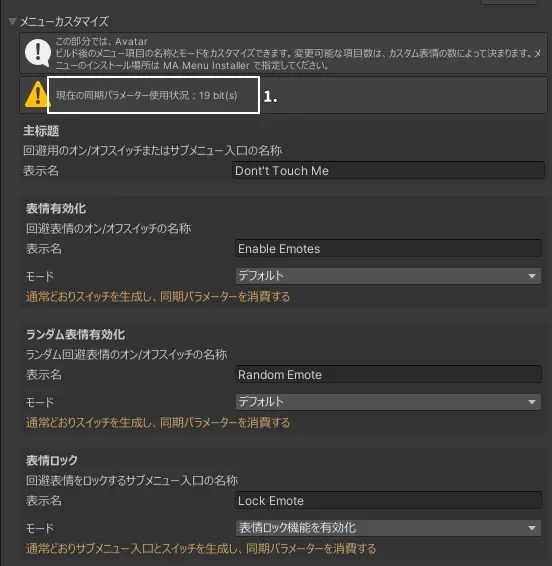 メニューカスタマイズ
この部分では、Avatar
ビルド後のメニュー項目の名称とモードをカスタマイズできます。変更可能な項目数は、カスタム表情の数によって決まります。メ
ニューのインストール場所は MA Menu Installer で指定してください。
現在の同期パラメーター使用状況：19 bit(s)
1.
主标题
回避用のオン/オフスイッチまたはサブメニュー入口の名称
表示名
Dont't Touch Me
表情有効化
回避表情のオン/オフスイッチの名称
表示名
Enable Emotes
モード
デフォルト
通常どおりスイッチを生成し、同期パラメーターを消費する
ランダム表情有効化
ランダム回避表情のオン/オフスイッチの名称
表示名
Random Emote
モード
デフォルト
通常どおりスイッチを生成し、同期パラメーターを消費する
表情ロック
回避表情をロックするサブメニュー入口の名称
表示名
Lock Emote
モード
表情ロック機能を有効化
通常どおりサブメニュー入口とスイッチを生成し、同期パラメーターを消費する